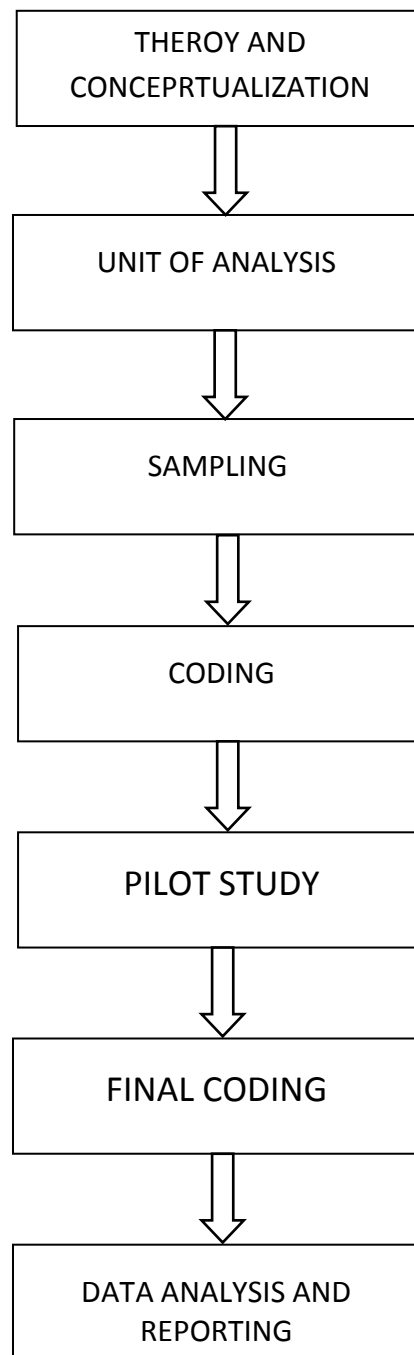 THEROY AND
CONCEPRTUALIZATION
UNIT OF ANALYSIS
SAMPLING
CODING
PILOT STUDY
FINAL CODING
DATA ANALYSIS AND
REPORTING